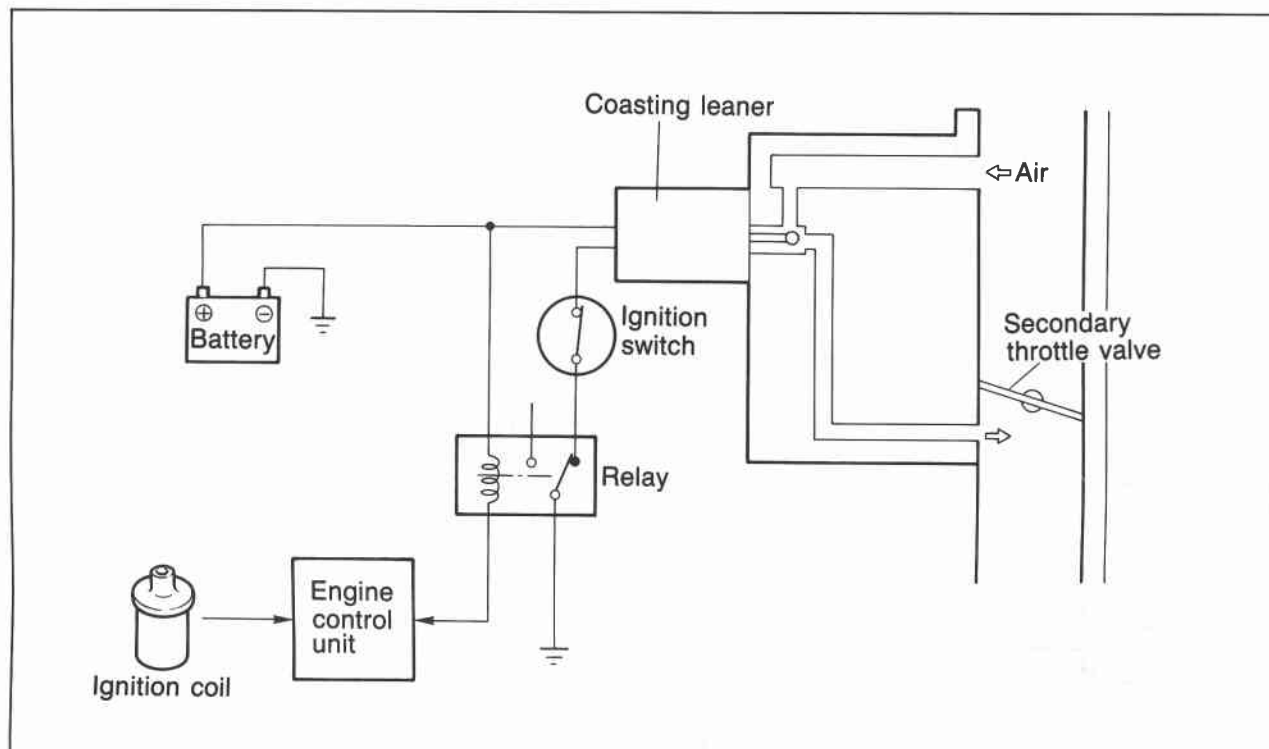 Coasting leaner
Air
⊕ ⊖
Battery
Ignition
switch
Secondary
throttle valve
Relay
Engine
control
unit
Ignition coil